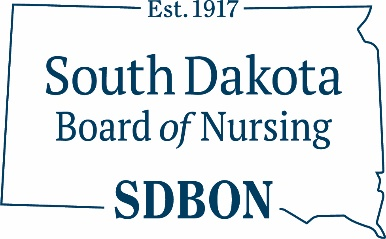 Est. 1917
South Dakota
Board of Nursing
SDBON